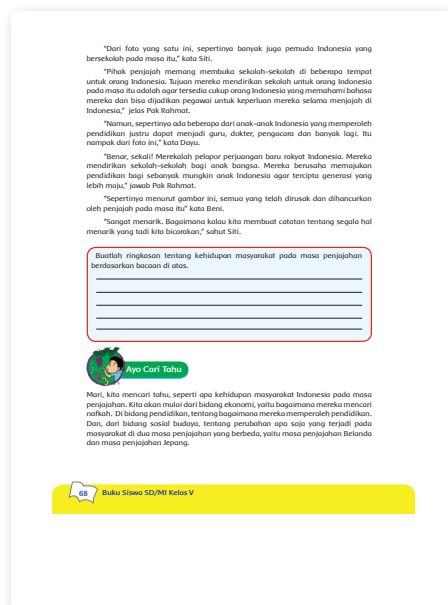 "Dari foto yang satu ini, sepertinya banyak juga pemuda Indonesia yang
bersekolah pada masa itu," kata Siti.
"Pihak penjajah memang membuka sekolah-sekolah di beberapa tempat
untuk orang Indonesia. Tujuan mereka mendirikan sekolah untuk orang Indonesia
pada masa itu adalah agar tersedia cukup orang Indonesia yang memahami bahasa
mereka dan bisa dijadikan pegawai untuk keperluan mereka selama menjajah di
Indonesia," jelas Pak Rahmat.
"Namun, sepertinya ada beberapa dari anak-anak Indonesia yang memperoleh
pendidikan justru dapat menjadi guru, dokter, pengacara dan banyak lagi. Itu
nampak dari foto ini," kata Dayu.
"Benar, sekali! Merekalah pelopor perjuangan baru rakyat Indonesia. Mereka
mendirikan sekolah-sekolah bagi anak bangsa. Mereka berusaha memajukan
pendidikan bagi sebanyak mungkin anak Indonesia agar tercipta generasi yang
lebih maju," jawab Pak Rahmat.
"Sepertinya menurut gambar ini, semua yang telah dirusak dan dihancurkan
oleh penjajah pada masa itu" kata Beni.
"Sangat menarik. Bagaimana kalau kita membuat catatan tentang segala hal
menarik yang tadi kita bicarakan," sahut Siti.
Buatlah ringkasan tentang kehidupan masyarakat pada masa penjajahan
berdasarkan bacaan di atas.
Ayo Cari Tahu
Mari, kita mencari tahu, seperti apa kehidupan masyarakat Indonesia pada masa
penjajahan. Kita akan mulai dari bidang ekonomi, yaitu bagaimana mereka mencari
nafkah. Di bidang pendidikan, tentang bagaimana mereka memperoleh pendidikan.
Dan, dari bidang sosial budaya, tentang perubahan apa saja yang terjadi pada
masyarakat di dua masa penjajahan yang berbeda, yaitu masa penjajahan Belanda
dan masa penjajahan Jepang.
68 Buku Siswa SD/MI Kelas V